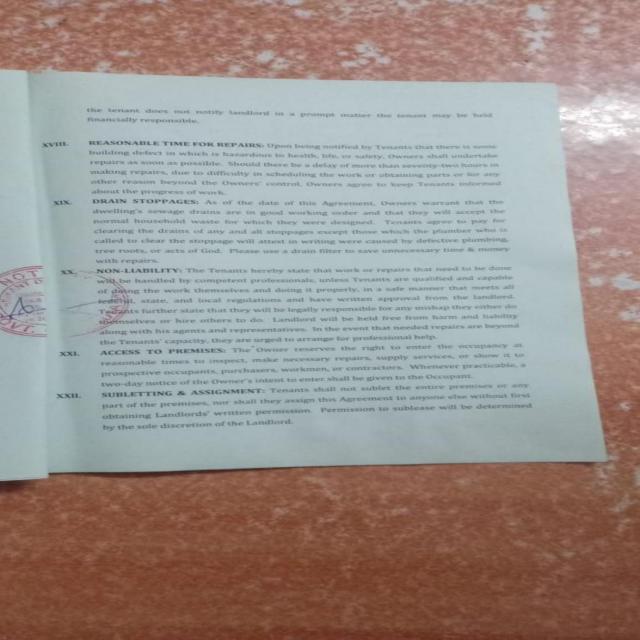 the tenant does not notify landlord in a prompt matter the tenant may be held
financially responsible.
XVIII. REASONABLE TIME FOR REPAIRS: Upon being notified by Tenants that there is some
building defect in which is hazardous to health, life, or safety, Owners shall undertake
repairs as soon as possible. Should there be a delay of more than seventy-two hours in
making repairs, due to difficulty in scheduling the work or obtaining parts or for any
other reason beyond the Owners' control, Owners agree to keep Tenants informed
about the progress of work.
XIX. DRAIN STOPPAGES: As of the date of this Agreement, Owners warrant that the
dwelling's sewage drains are in good working order and that they will accept the
normal household waste for which they were designed. Tenants agree to pay for
clearing the drains of any and all stoppages except those which the plumber who is
called to clear the stoppage will attest in writing were caused by defective plumbing,
tree roots, or acts of God. Please use a drain filter to save unnecessary time & money
with repairs.
XX. NON-LIABILITY: The Tenants hereby state that work or repairs that need to be done
will be handled by competent professionals, unless Tenants are qualified and capable
of doing the work themselves and doing it properly, in a safe manner that meets all
federal, state, and local regulations and have written approval from the landlord.
Tenants further state that they will be legally responsible for any mishap they either do
themselves or hire others to do. Landlord will be held free from harm and liability
along with his agents and representatives. In the event that needed repairs are beyond
the Tenants' capacity, they are urged to arrange for professional help.
XXI. ACCESS TO PREMISES: The Owner reserves the right to enter the occupancy at
reasonable times to inspect, make necessary repairs, supply services, or show it to
prospective occupants, purchasers, workmen, or contractors. Whenever practicable, a
two-day notice of the Owner's intent to enter shall be given to the Occupant.
XXII. SUBLETTING & ASSIGNMENT: Tenants shall not sublet the entire premises or any
part of the premises, nor shall they assign this Agreement to anyone else without first
obtaining Landlords' written permission. Permission to sublease will be determined
by the sole discretion of the Landlord.